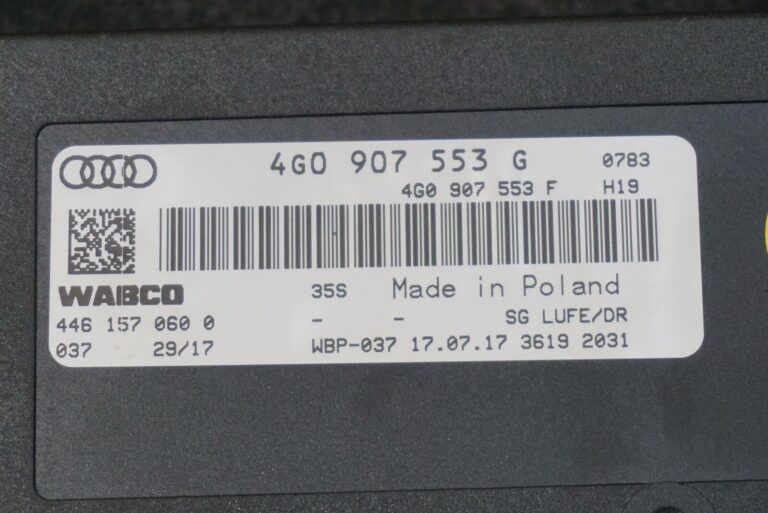 4G0 907 553 G 0783
4G0 907 553 F H19
WABCO 35S Made in Poland
446 157 060 0 - - SG LUFE/DR
037 29/17 WBP-037 17.07.17 3619 2031